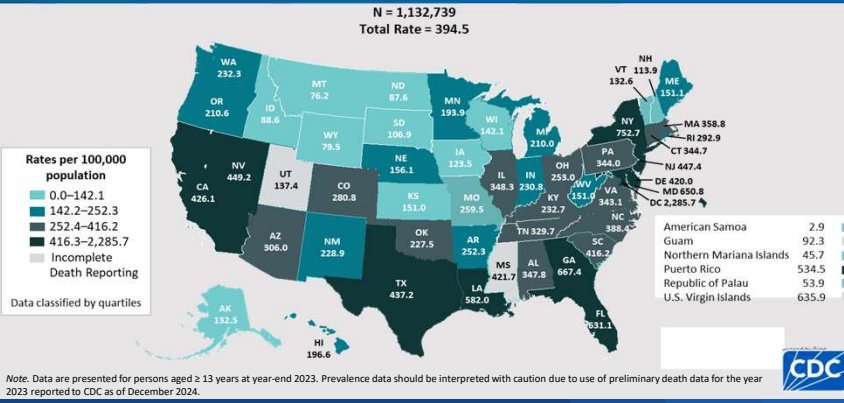 N = 1,132,739
Total Rate = 394.5
WA
232.3
OR
210.6
CA
426.1
NV
449.2
ID
88.6
MT
76.2
WY
79.5
UT
137.4
AZ
306.0
CO
280.8
NM
228.9
ND
87.6
SD
106.9
NE
156.1
KS
151.0
OK
227.5
TX
437.2
MN
193.9
IA
123.5
MO
259.5
AR
252.3
LA
582.0
WI
142.1
IL
348.3
MS
421.7
MI
210.0
IN
230.8
KY
232.7
TN 329.7
AL
347.8
OH
253.0
WV
151.0
GA
667.4
FL
631.1
SC
416.2
NC
388.4
VA
343.1
PA
344.0
NY
752.7
VT
132.6
NH
113.9
ME
151.1
MA 358.8
RI 292.9
CT 344.7
NJ 447.4
DE 420.0
MD 650.8
DC 2,285.7
AK
132.5
HI
196.6
Rates per 100,000
population
0.0–142.1
142.2–252.3
252.4–416.2
416.3–2,285.7
Incomplete
Death Reporting
Data classified by quartiles
American Samoa 2.9
Guam 92.3
Northern Mariana Islands 45.7
Puerto Rico 534.5
Republic of Palau 53.9
U.S. Virgin Islands 635.9
Note. Data are presented for persons aged ≥ 13 years at year-end 2023. Prevalence data should be interpreted with caution due to use of preliminary death data for the year
2023 reported to CDC as of December 2024.
CDC